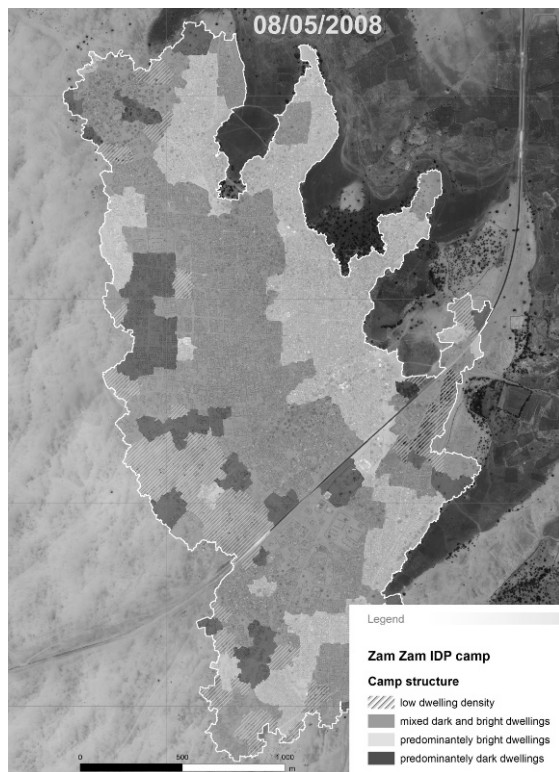 08/05/2008
Legend
Zam Zam IDP camp
Camp structure
low dwelling density
mixed dark and bright dwellings
predominantely bright dwellings
predominantely dark dwellings
0 500 1,000
m